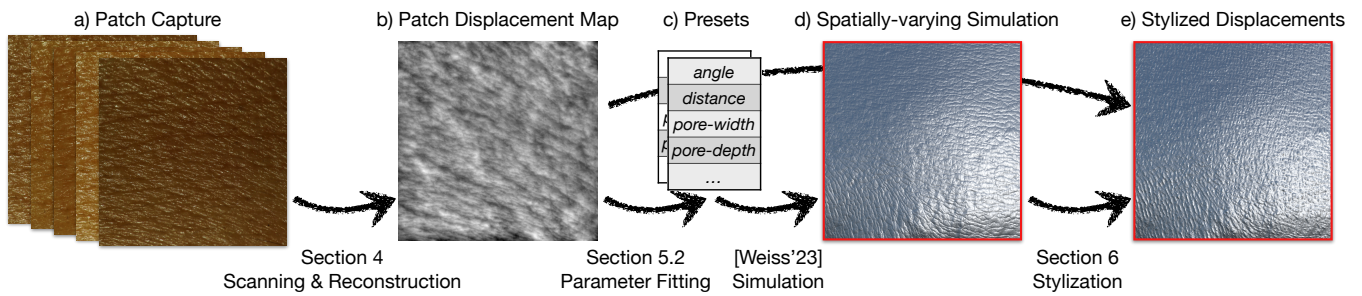 a) Patch Capture
b) Patch Displacement Map
c) Presets
d) Spatially-varying Simulation
e) Stylized Displacements
angle
distance
pore-width
pore-depth
...
Section 4
Scanning & Reconstruction
Section 5.2
Parameter Fitting
[Weiss'23]
Simulation
Section 6
Stylization